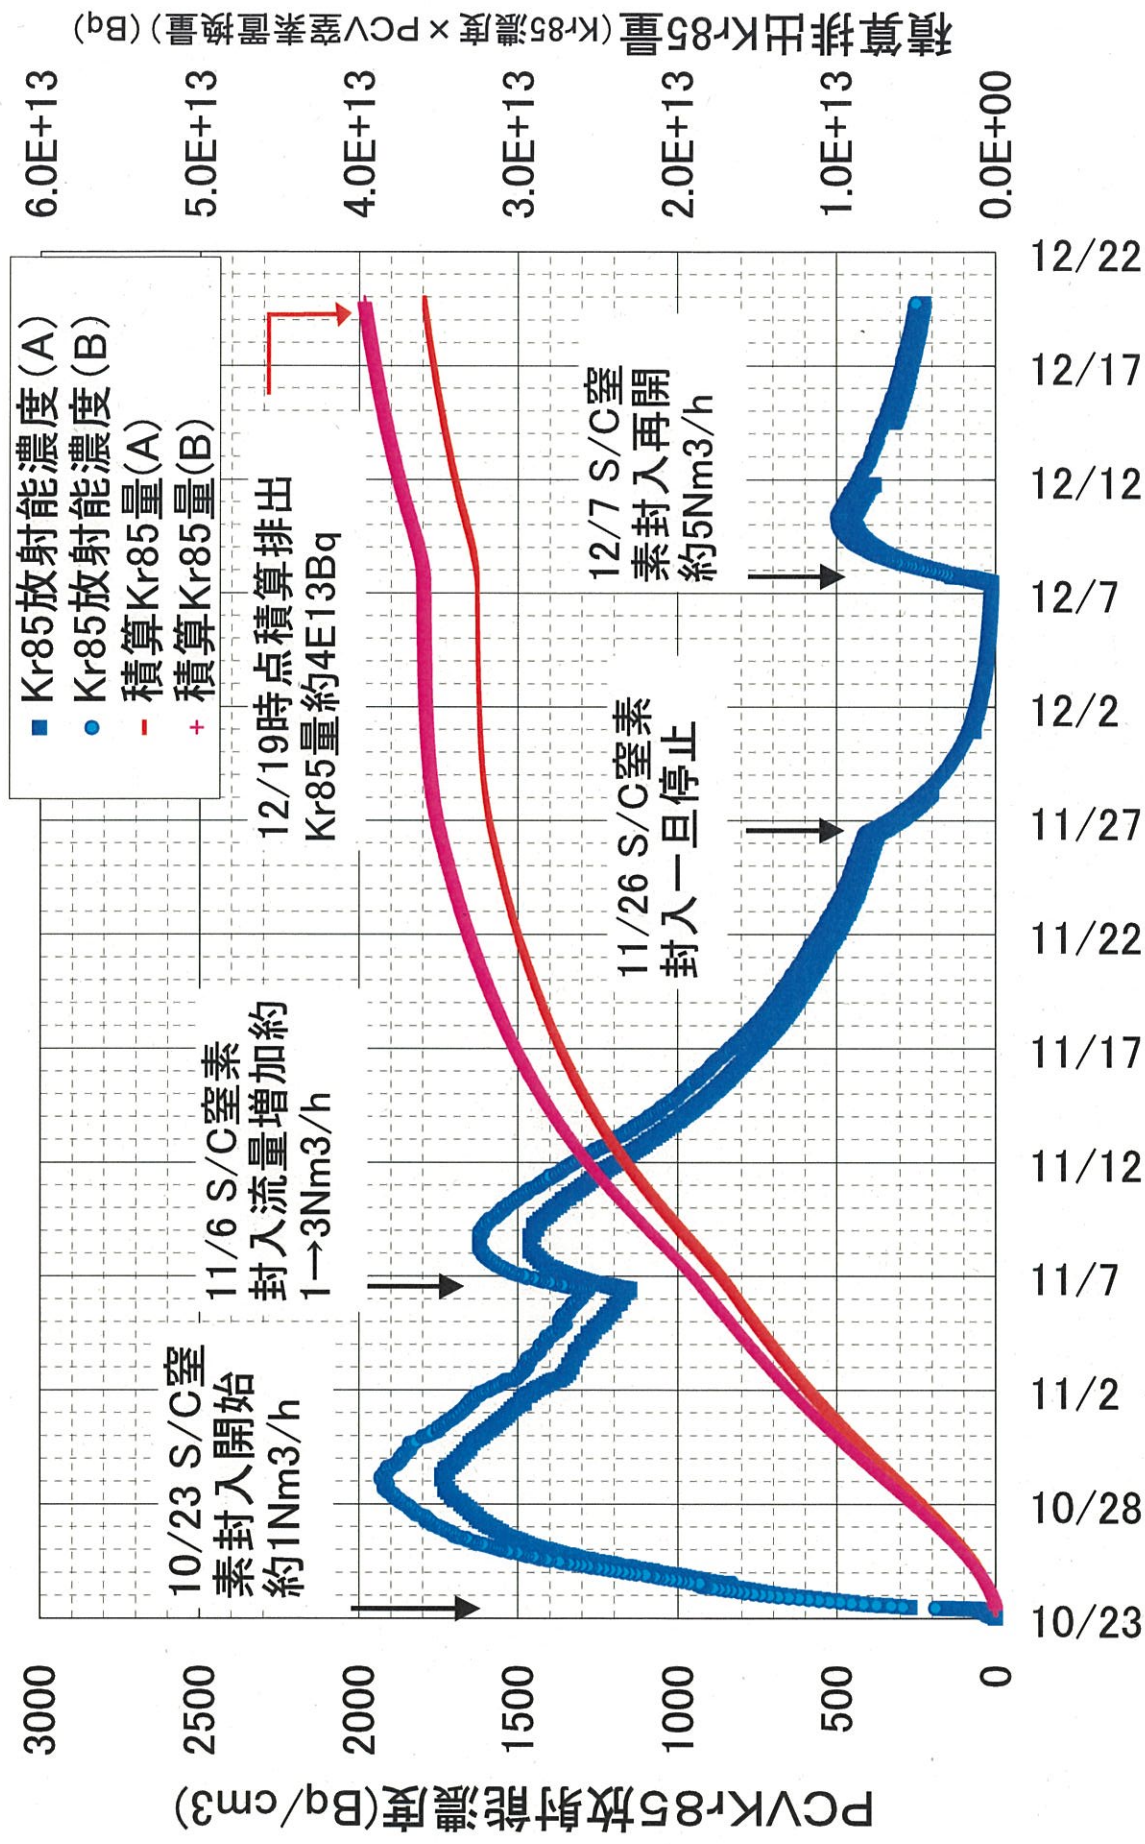 ■ Kr85放射能濃度(A)
● Kr85放射能濃度(B)
− 積算Kr85量(A)
+ 積算Kr85量(B)
10/23 S/C窒
素封入開始
約1Nm3/h
11/6 S/C窒素
封入流量増加約
1→3Nm3/h
12/19時点積算排出
Kr85量約4E13Bq
11/26 S/C窒素
封入一旦停止
12/7 S/C窒
素封入再開
約5Nm3/h
PCVKr85放射能濃度(Bq/cm3)
3000
2500
2000
1500
1000
500
0
積算排出Kr85量(Kr85濃度×PCV窒素置換量)(Bq)
6.0E+13
5.0E+13
4.0E+13
3.0E+13
2.0E+13
1.0E+13
0.0E+00
10/23
10/28
11/2
11/7
11/12
11/17
11/22
11/27
12/2
12/7
12/12
12/17
12/22